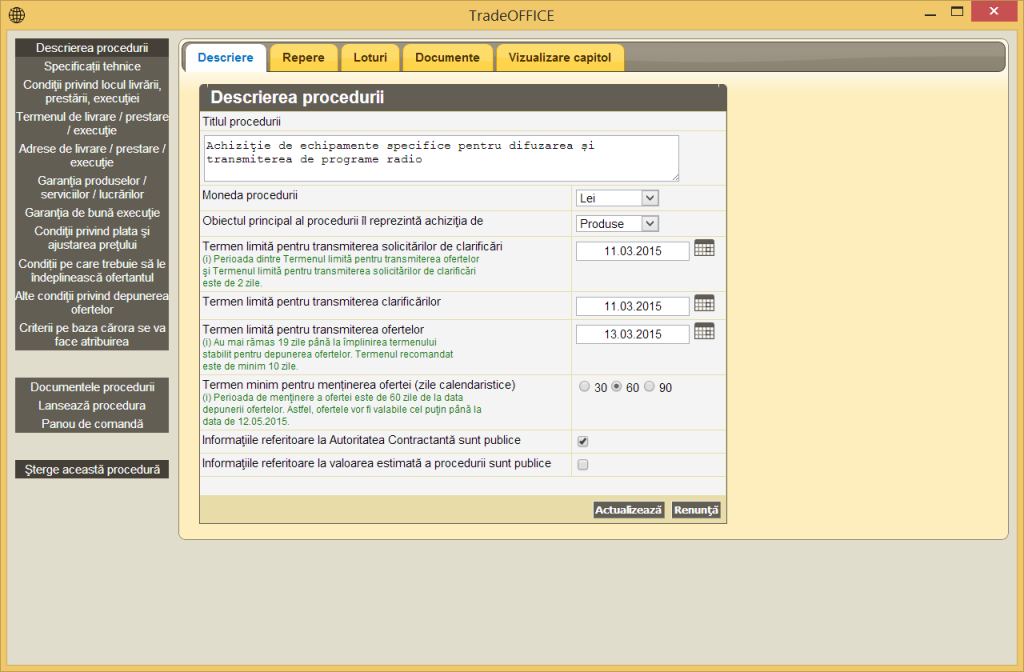 TradeOFFICE
Descrierea procedurii
Specificații tehnice
Condiții privind locul livrării,
prestării, execuției
Termenul de livrare / prestare
/ execuție
Adrese de livrare / prestare /
execuție
Garanția produselor /
serviciilor / lucrărilor
Garanția de bună execuție
Condiții privind plata și
ajustarea prețului
Condiții pe care trebuie să le
îndeplinească ofertantul
Alte condiții privind depunerea
ofertelor
Criterii pe baza cărora se va
face atribuirea
Documentele procedurii
Lansează procedura
Panou de comandă
Șterge această procedură
Descriere
Repere
Loturi
Documente
Vizualizare capitol
Descrierea procedurii
Titlul procedurii
Achiziție de echipamente specifice pentru difuzarea și
transmiterea de programe radio
Moneda procedurii
Lei
Obiectul principal al procedurii îl reprezintă achiziția de
Produse
Termen limită pentru transmiterea solicitărilor de clarificări
(i) Perioada dintre Termenul limită pentru transmiterea ofertelor
și Termenul limită pentru transmiterea solicitărilor de clarificări
este de 2 zile.
11.03.2015
Termen limită pentru transmiterea clarificărilor
11.03.2015
Termen limită pentru transmiterea ofertelor
(i) Au mai rămas 19 zile până la împlinirea termenului
stabilit pentru depunerea ofertelor. Termenul recomandat
este de minim 10 zile.
13.03.2015
Termen minim pentru menținerea ofertei (zile calendaristice)
(i) Perioada de menținere a ofertei este de 60 zile de la data
depunerii ofertelor. Astfel, ofertele vor fi valabile cel puțin până la
data de 12.05.2015.
30 60 90
Informațiile referitoare la Autoritatea Contractantă sunt publice
Informațiile referitoare la valoarea estimată a procedurii sunt publice
Actualizează Renunță